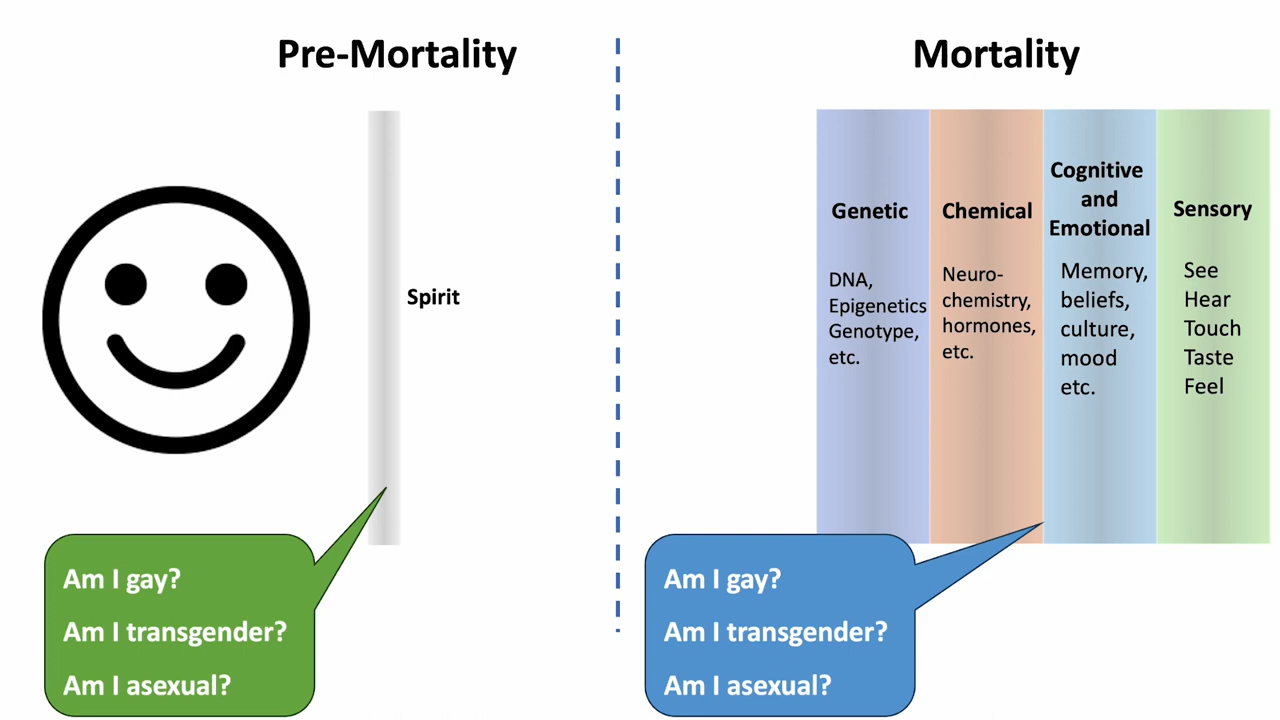 Pre-Mortality
Mortality
Spirit
Genetic
DNA,
Epigenetics
Genotype,
etc.
Chemical
Neuro-
chemistry,
hormones,
etc.
Cognitive
and
Emotional
Memory,
beliefs,
culture,
mood
etc.
Sensory
See
Hear
Touch
Taste
Feel
Am I gay?
Am I transgender?
Am I asexual?
Am I gay?
Am I transgender?
Am I asexual?